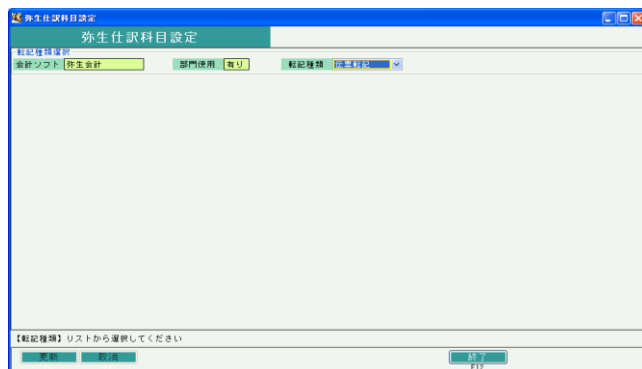 弥生仕訳科目設定
弥生仕訳科目設定
転記種類選択
会計ソフト 弥生会計 部門使用 有り 転記種類 伝票転記
【転記種類】リストから選択してください
更新 取消 終了
F12